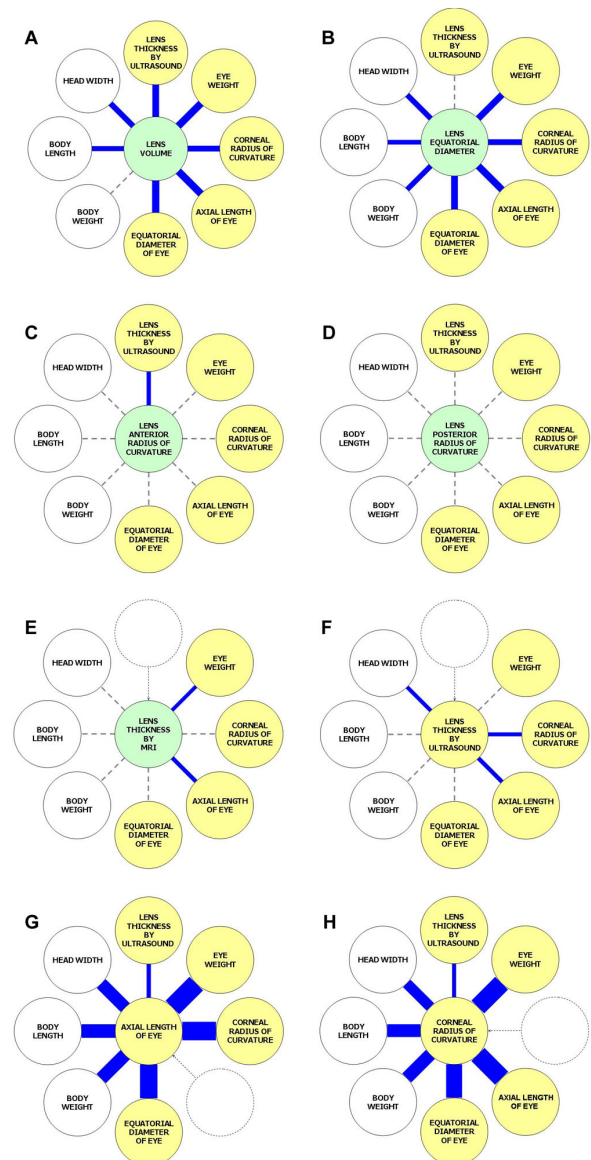 A
LENS
THICKNESS
BY
ULTRASOUND
HEAD WIDTH
EYE
WEIGHT
BODY
LENGTH
LENS
VOLUME
CORNEAL
RADIUS OF
CURVATURE
BODY
WEIGHT
AXIAL LENGTH
OF EYE
EQUATORIAL
DIAMETER
OF EYE
B
LENS
THICKNESS
BY
ULTRASOUND
HEAD WIDTH
EYE
WEIGHT
BODY
LENGTH
LENS
EQUATORIAL
DIAMETER
CORNEAL
RADIUS OF
CURVATURE
BODY
WEIGHT
AXIAL LENGTH
OF EYE
EQUATORIAL
DIAMETER
OF EYE
C
LENS
THICKNESS
BY
ULTRASOUND
HEAD WIDTH
EYE
WEIGHT
BODY
LENGTH
LENS
ANTERIOR
RADIUS OF
CURVATURE
CORNEAL
RADIUS OF
CURVATURE
BODY
WEIGHT
AXIAL LENGTH
OF EYE
EQUATORIAL
DIAMETER
OF EYE
D
LENS
THICKNESS
BY
ULTRASOUND
HEAD WIDTH
EYE
WEIGHT
BODY
LENGTH
LENS
POSTERIOR
RADIUS OF
CURVATURE
CORNEAL
RADIUS OF
CURVATURE
BODY
WEIGHT
AXIAL LENGTH
OF EYE
EQUATORIAL
DIAMETER
OF EYE
E
HEAD WIDTH
EYE
WEIGHT
BODY
LENGTH
LENS
THICKNESS
BY
MRI
CORNEAL
RADIUS OF
CURVATURE
BODY
WEIGHT
AXIAL LENGTH
OF EYE
EQUATORIAL
DIAMETER
OF EYE
F
HEAD WIDTH
EYE
WEIGHT
BODY
LENGTH
LENS
THICKNESS
BY
ULTRASOUND
CORNEAL
RADIUS OF
CURVATURE
BODY
WEIGHT
AXIAL LENGTH
OF EYE
EQUATORIAL
DIAMETER
OF EYE
G
LENS
THICKNESS
BY
ULTRASOUND
HEAD WIDTH
EYE
WEIGHT
BODY
LENGTH
AXIAL LENGTH
OF EYE
CORNEAL
RADIUS OF
CURVATURE
BODY
WEIGHT
EQUATORIAL
DIAMETER
OF EYE
H
LENS
THICKNESS
BY
ULTRASOUND
HEAD WIDTH
EYE
WEIGHT
BODY
LENGTH
CORNEAL
RADIUS OF
CURVATURE
BODY
WEIGHT
AXIAL LENGTH
OF EYE
EQUATORIAL
DIAMETER
OF EYE